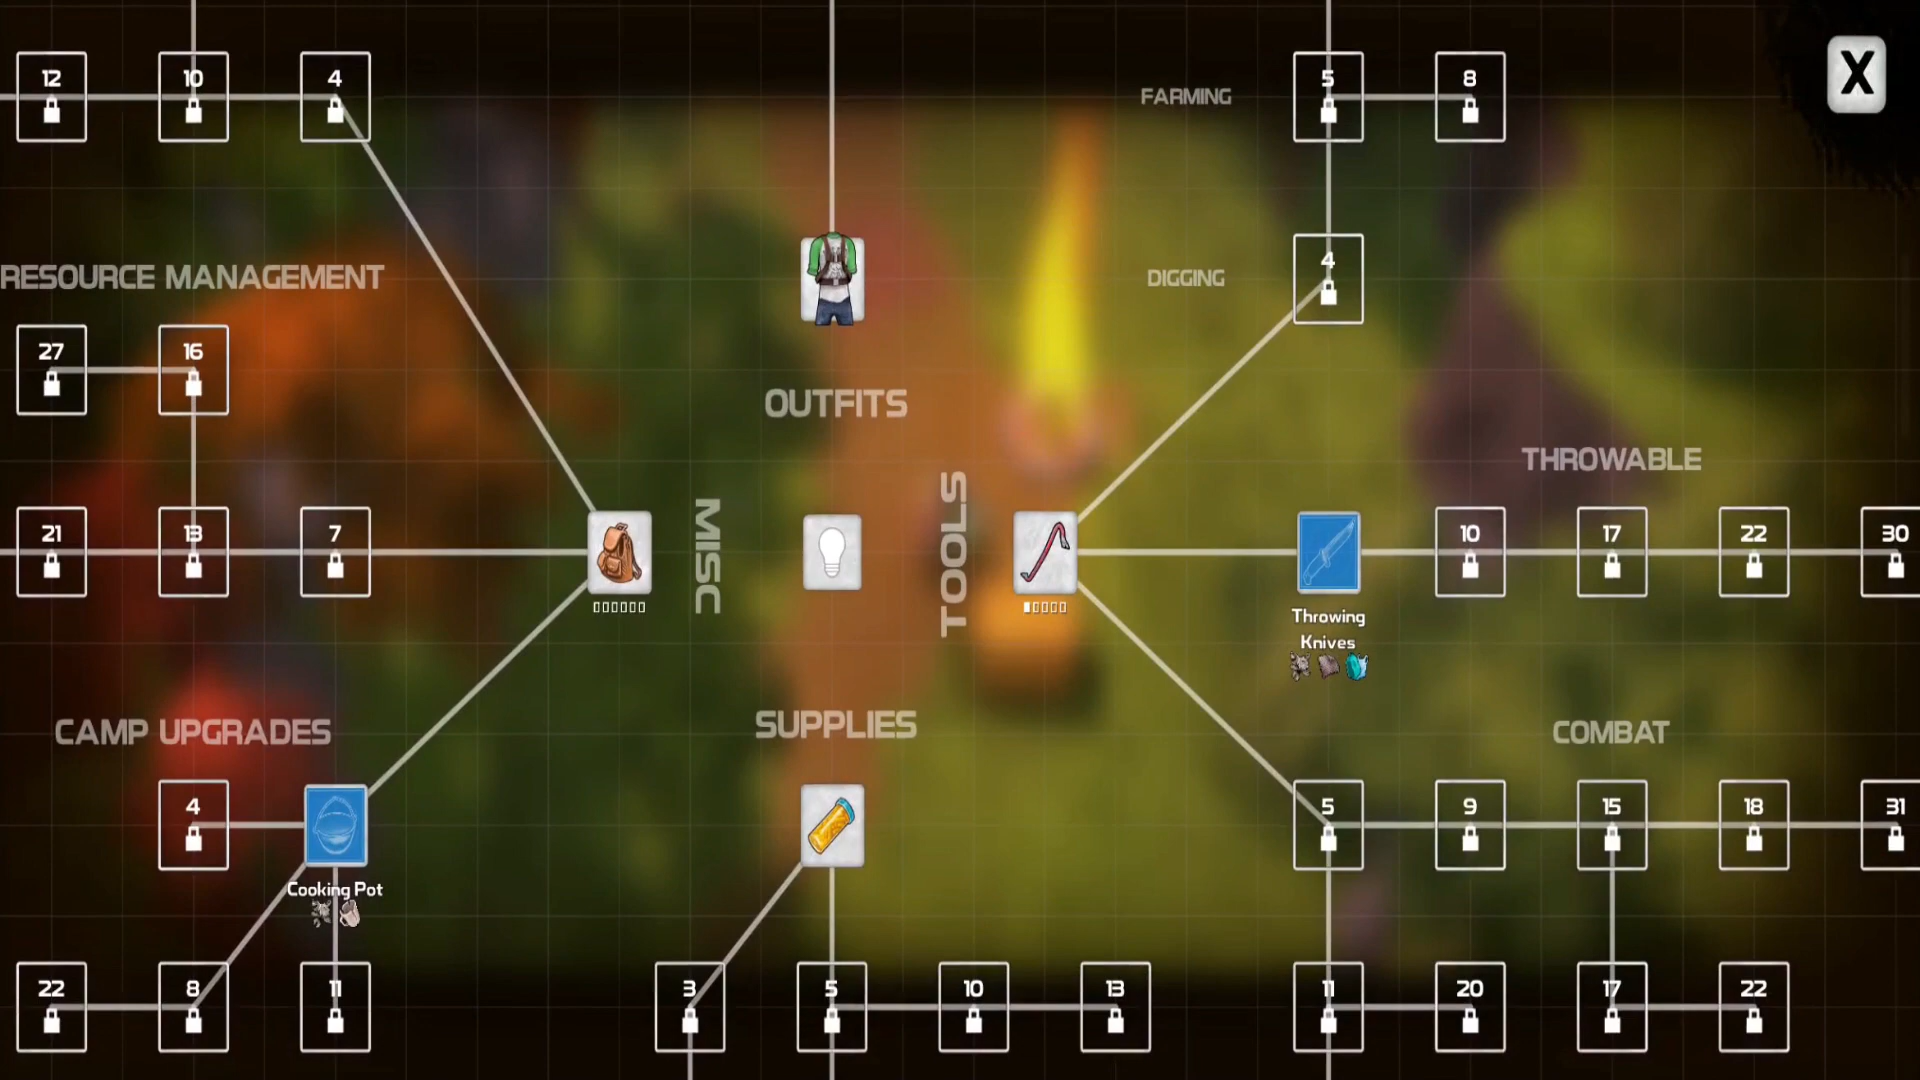 12 10 4 5 8 X
FARMING
4
DIGGING
RESOURCE MANAGEMENT
27 16
OUTFITS
THROWABLE
21 13 7 MISC TOOLS 10 17 22 30
Throwing
Knives
CAMP UPGRADES
SUPPLIES
COMBAT
4 5 9 15 18 31
Cooking Pot
22 8 11 3 5 10 13 11 20 17 22